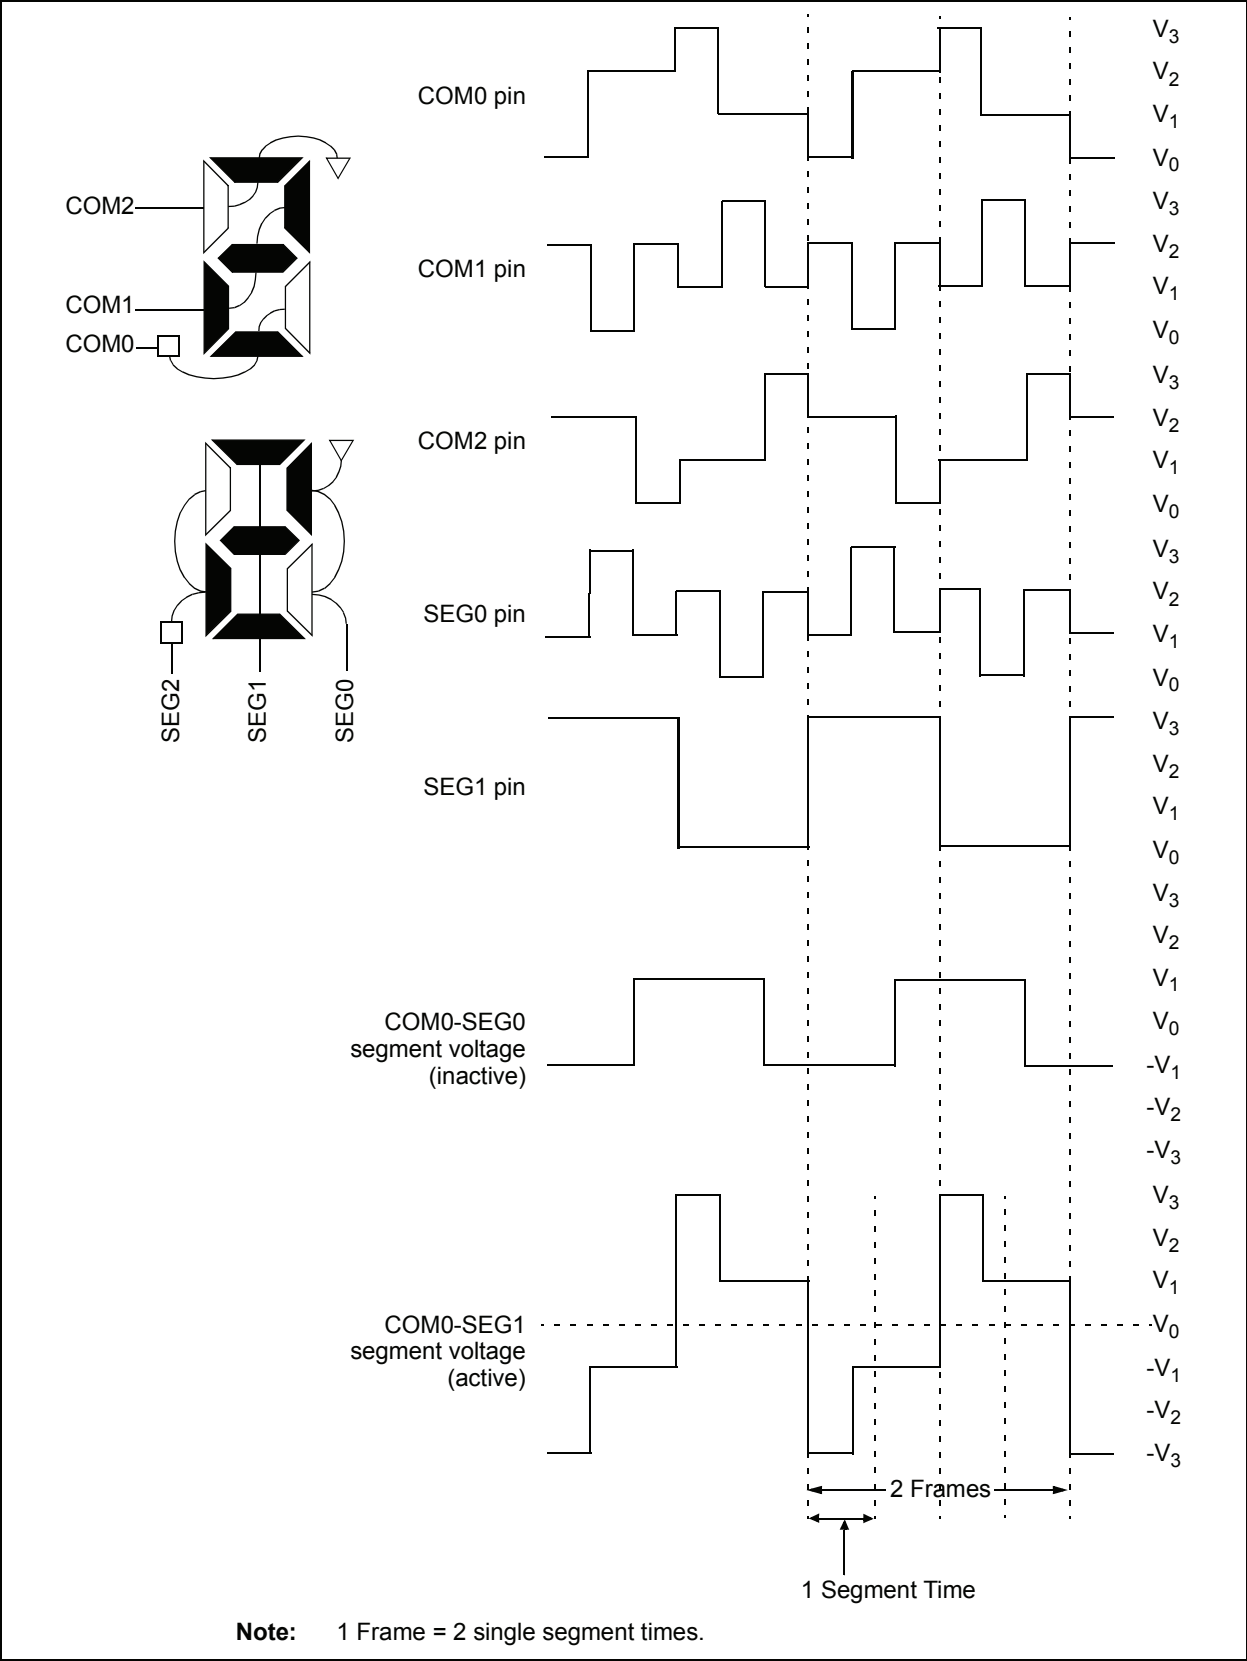 COM0 pin
V3
V2
V1
V0
COM2
COM1
COM0
COM1 pin
V3
V2
V1
V0
COM2 pin
V3
V2
V1
V0
SEG2
SEG1
SEG0
SEG0 pin
V3
V2
V1
V0
SEG1 pin
V3
V2
V1
V0
COM0-SEG0
segment voltage
(inactive)
V3
V2
V1
V0
-V1
-V2
-V3
COM0-SEG1
segment voltage
(active)
V3
V2
V1
V0
-V1
-V2
-V3
2 Frames
1 Segment Time
Note: 1 Frame = 2 single segment times.